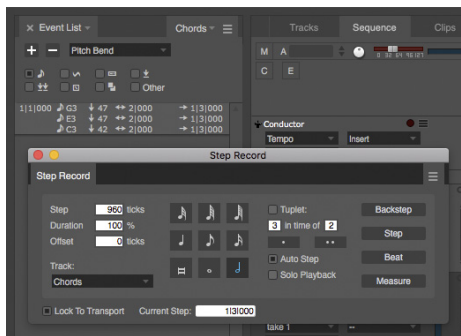 Event List
Chords
Tracks
Sequence
Clips
Pitch Bend
M
A
C
E
Other
1|1|000 G3 47 2|000 1|3|000
E3 47 2|000 1|3|000
C3 42 2|000 1|3|000
Conductor
Tempo
Insert
Step Record
Step Record
Step 960 ticks
Duration 100 %
Offset 0 ticks
Track:
Chords
Tuplet:
3 in time of 2
Auto Step
Solo Playback
Backstep
Step
Beat
Measure
Lock To Transport
Current Step: 1|3|000
take 1